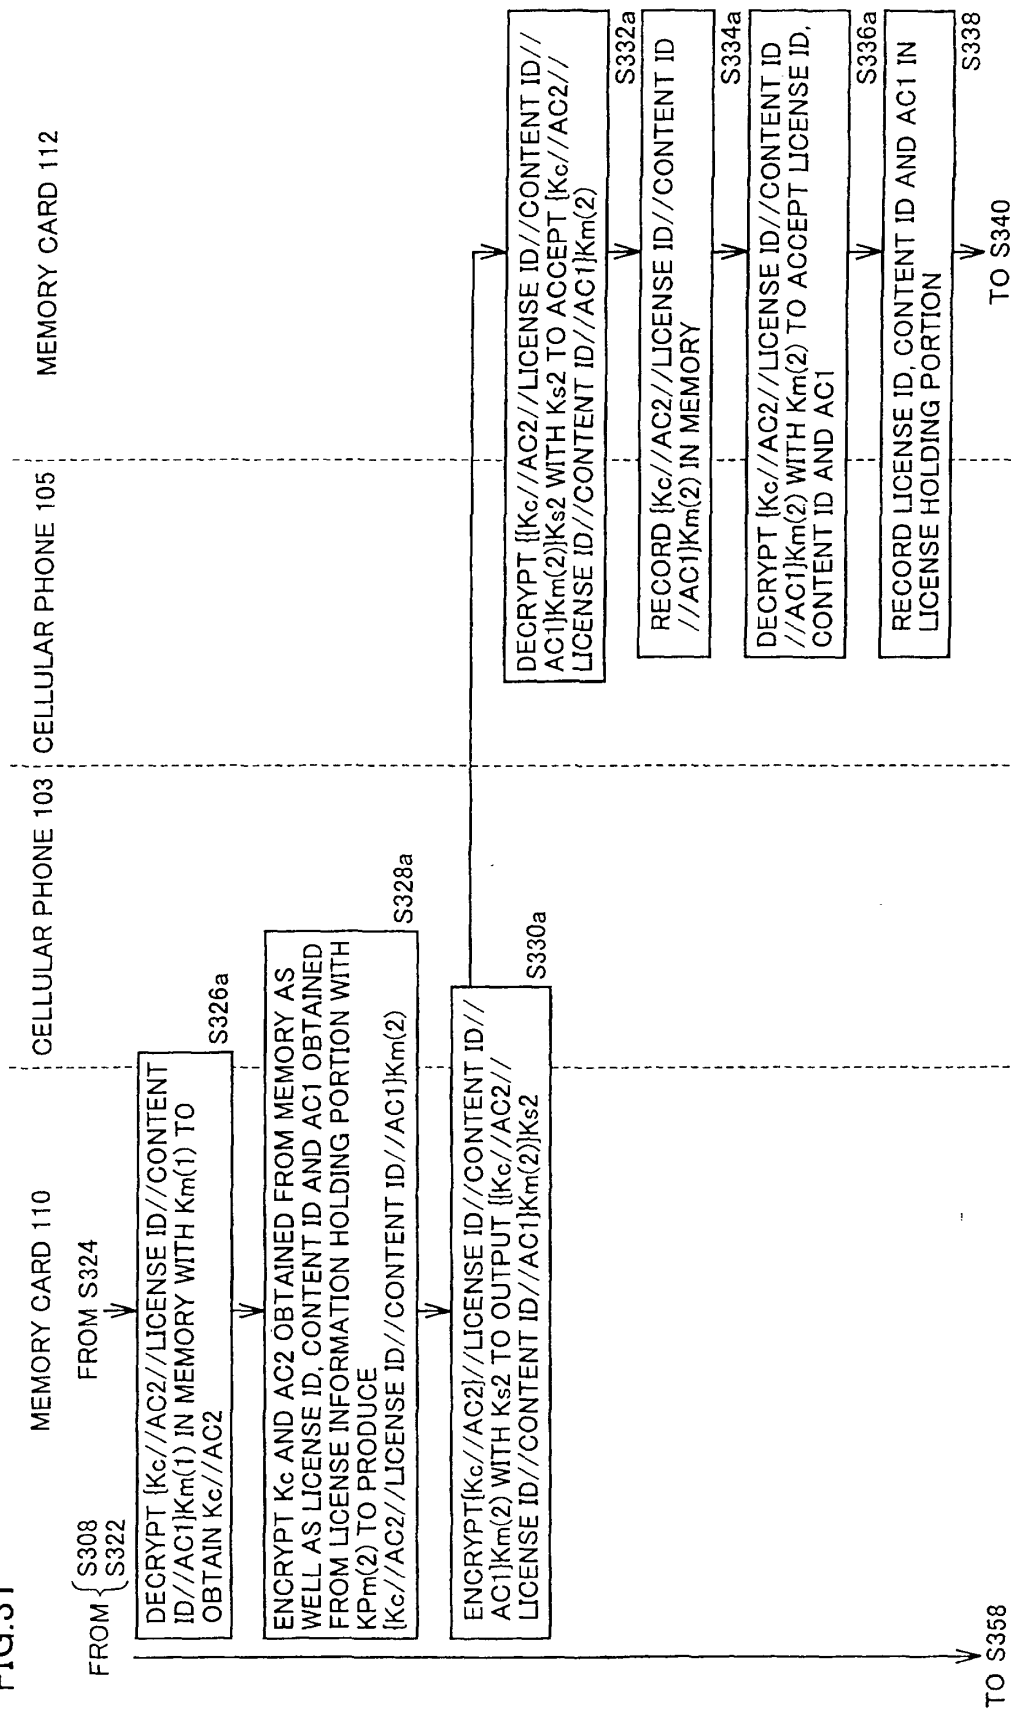 FIG.31
MEMORY CARD 110
CELLULAR PHONE 103
CELLULAR PHONE 105
MEMORY CARD 112
FROM { S308
S322
FROM S324
DECRYPT {Kc//AC2//LICENSE ID//CONTENT
ID//AC1}Km(1) IN MEMORY WITH Km(1) TO
OBTAIN Kc//AC2
S326a
ENCRYPT Kc AND AC2 OBTAINED FROM MEMORY AS
WELL AS LICENSE ID, CONTENT ID AND AC1 OBTAINED
FROM LICENSE INFORMATION HOLDING PORTION WITH
KPm(2) TO PRODUCE
{Kc//AC2//LICENSE ID//CONTENT ID//AC1}Km(2)
S328a
ENCRYPT{Kc//AC2}//LICENSE ID//CONTENT ID//
AC1}Km(2) WITH Ks2 TO OUTPUT {{Kc//AC2//
LICENSE ID//CONTENT ID//AC1}Km(2)}Ks2
S330a
DECRYPT {{Kc//AC2//LICENSE ID//CONTENT ID//
AC1}Km(2)}Ks2 WITH Ks2 TO ACCEPT {Kc//AC2//
LICENSE ID//CONTENT ID//AC1}Km(2)
S332a
RECORD {Kc//AC2//LICENSE ID//CONTENT ID
//AC1}Km(2) IN MEMORY
S334a
DECRYPT {Kc//AC2//LICENSE ID//CONTENT ID
//AC1}Km(2) WITH Km(2) TO ACCEPT LICENSE ID,
CONTENT ID AND AC1
S336a
RECORD LICENSE ID, CONTENT ID AND AC1 IN
LICENSE HOLDING PORTION
S338
TO S340
TO S358